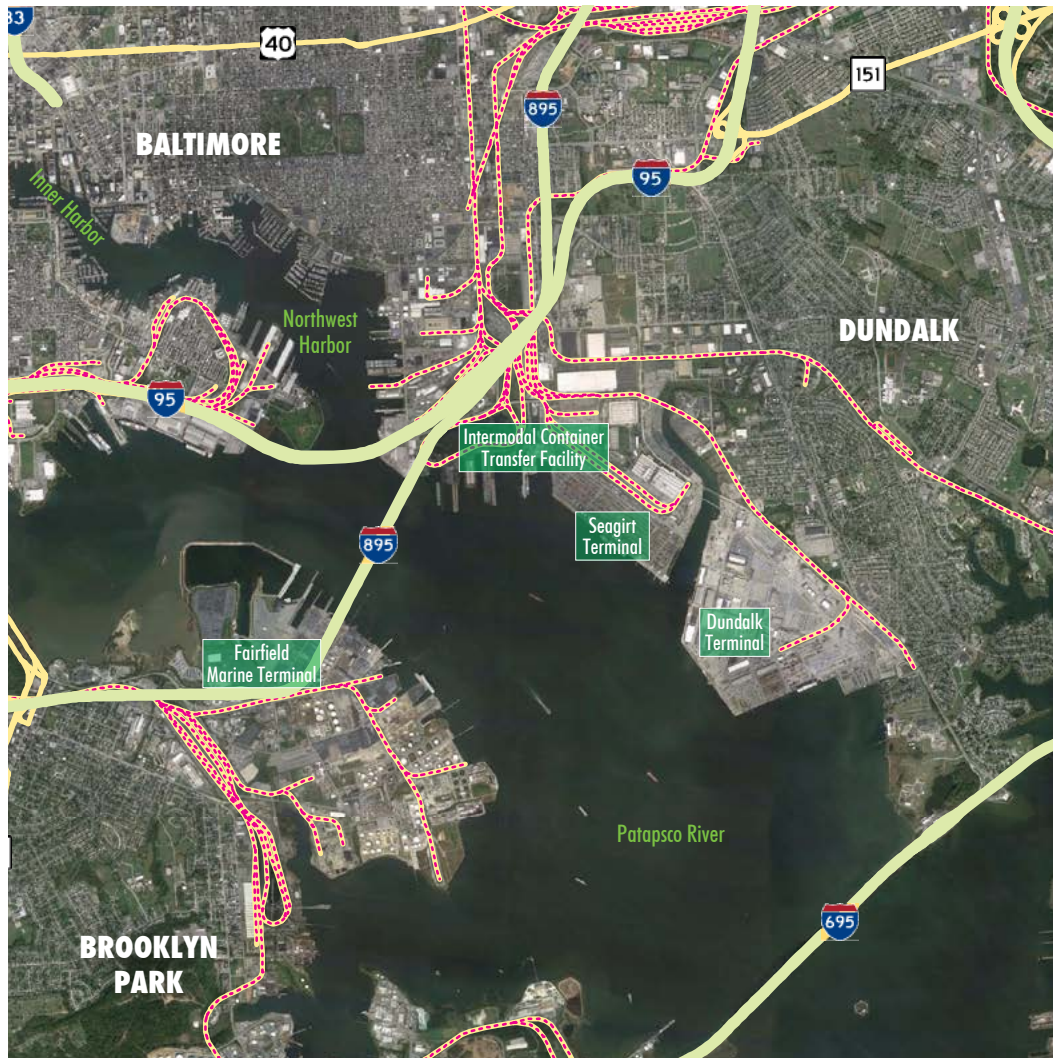 83
40
151
895
BALTIMORE
95
Inner Harbor
Northwest
Harbor
DUNDALK
95
Intermodal Container
Transfer Facility
Seagirt
Terminal
895
Dundalk
Terminal
Fairfield
Marine Terminal
Patapsco River
695
BROOKLYN
PARK